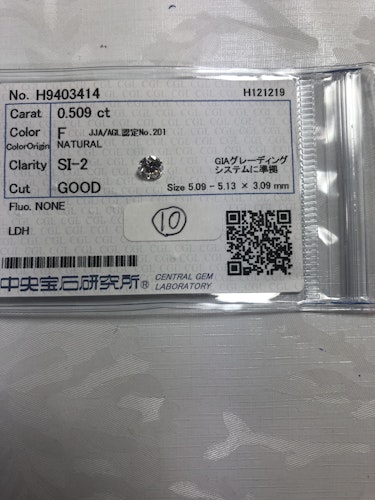 No. H9403414 H121219
Carat 0.509 ct
Color F JJA/AGL認定No.201
ColorOrigin NATURAL
Clarity SI-2 GIAグレーディング
システムに準拠
Cut GOOD Size 5.09 - 5.13 × 3.09 mm
Fluo. NONE
10
LDH
中央宝石研究所® CENTRAL GEM
LABORATORY